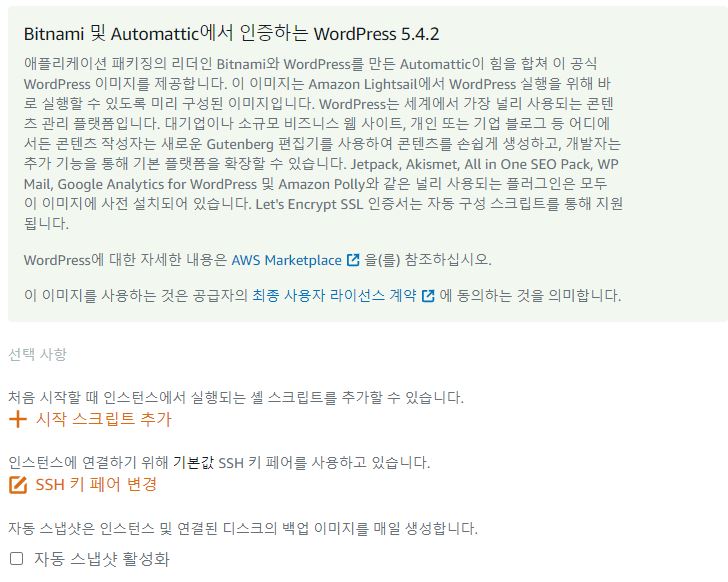 Bitnami 및 Automattic에서 인증하는 WordPress 5.4.2
애플리케이션 패키징의 리더인 Bitnami와 WordPress를 만든 Automattic이 힘을 합쳐 이 공식
WordPress 이미지를 제공합니다. 이 이미지는 Amazon Lightsail에서 WordPress 실행을 위해 바
로 실행할 수 있도록 미리 구성된 이미지입니다. WordPress는 세계에서 가장 널리 사용되는 콘텐
츠 관리 플랫폼입니다. 대기업이나 소규모 비즈니스 웹 사이트, 개인 또는 기업 블로그 등 어디에
서든 콘텐츠 작성자는 새로운 Gutenberg 편집기를 사용하여 콘텐츠를 손쉽게 생성하고, 개발자는
추가 기능을 통해 기본 플랫폼을 확장할 수 있습니다. Jetpack, Akismet, All in One SEO Pack, WP
Mail, Google Analytics for WordPress 및 Amazon Polly와 같은 널리 사용되는 플러그인은 모두
이 이미지에 사전 설치되어 있습니다. Let's Encrypt SSL 인증서는 자동 구성 스크립트를 통해 지원
됩니다.
WordPress에 대한 자세한 내용은 AWS Marketplace 을(를) 참조하십시오.
이 이미지를 사용하는 것은 공급자의 최종 사용자 라이선스 계약 에 동의하는 것을 의미합니다.
선택 사항
처음 시작할 때 인스턴스에서 실행되는 셸 스크립트를 추가할 수 있습니다.
시작 스크립트 추가
인스턴스에 연결하기 위해 기본값 SSH 키 페어를 사용하고 있습니다.
SSH 키 페어 변경
자동 스냅샷은 인스턴스 및 연결된 디스크의 백업 이미지를 매일 생성합니다.
자동 스냅샷 활성화